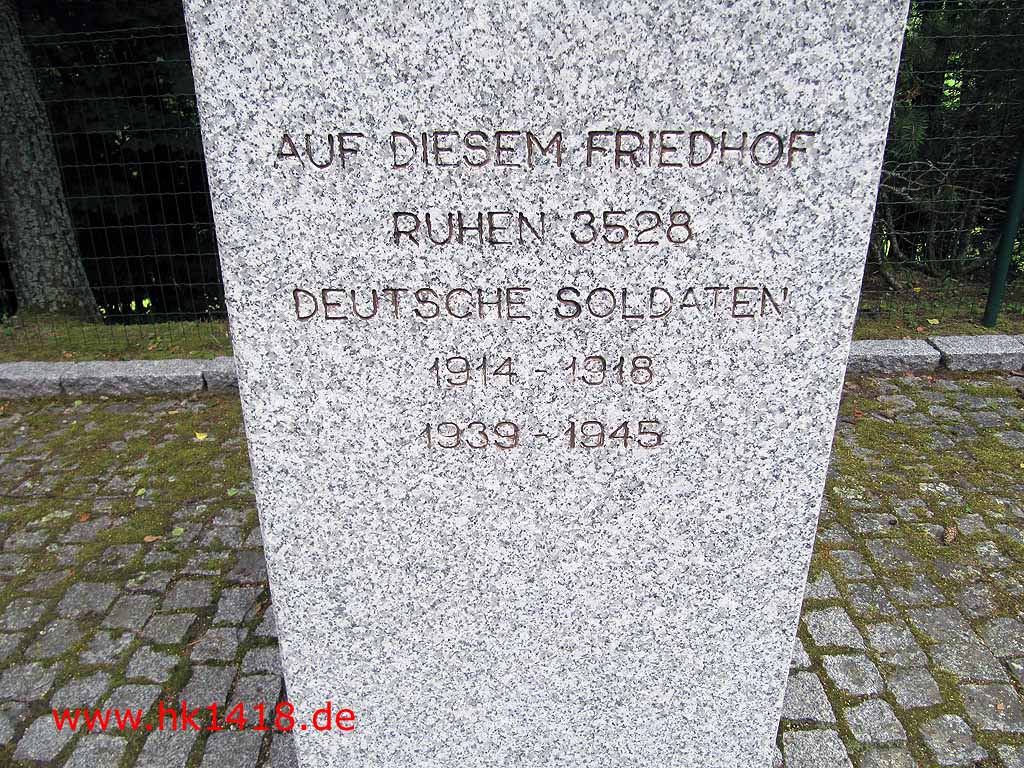 AUF DIESEM FRIEDHOF
RUHEN 3528
DEUTSCHE SOLDATEN
1914 - 1918
1939 - 1945
www.hk1418.de